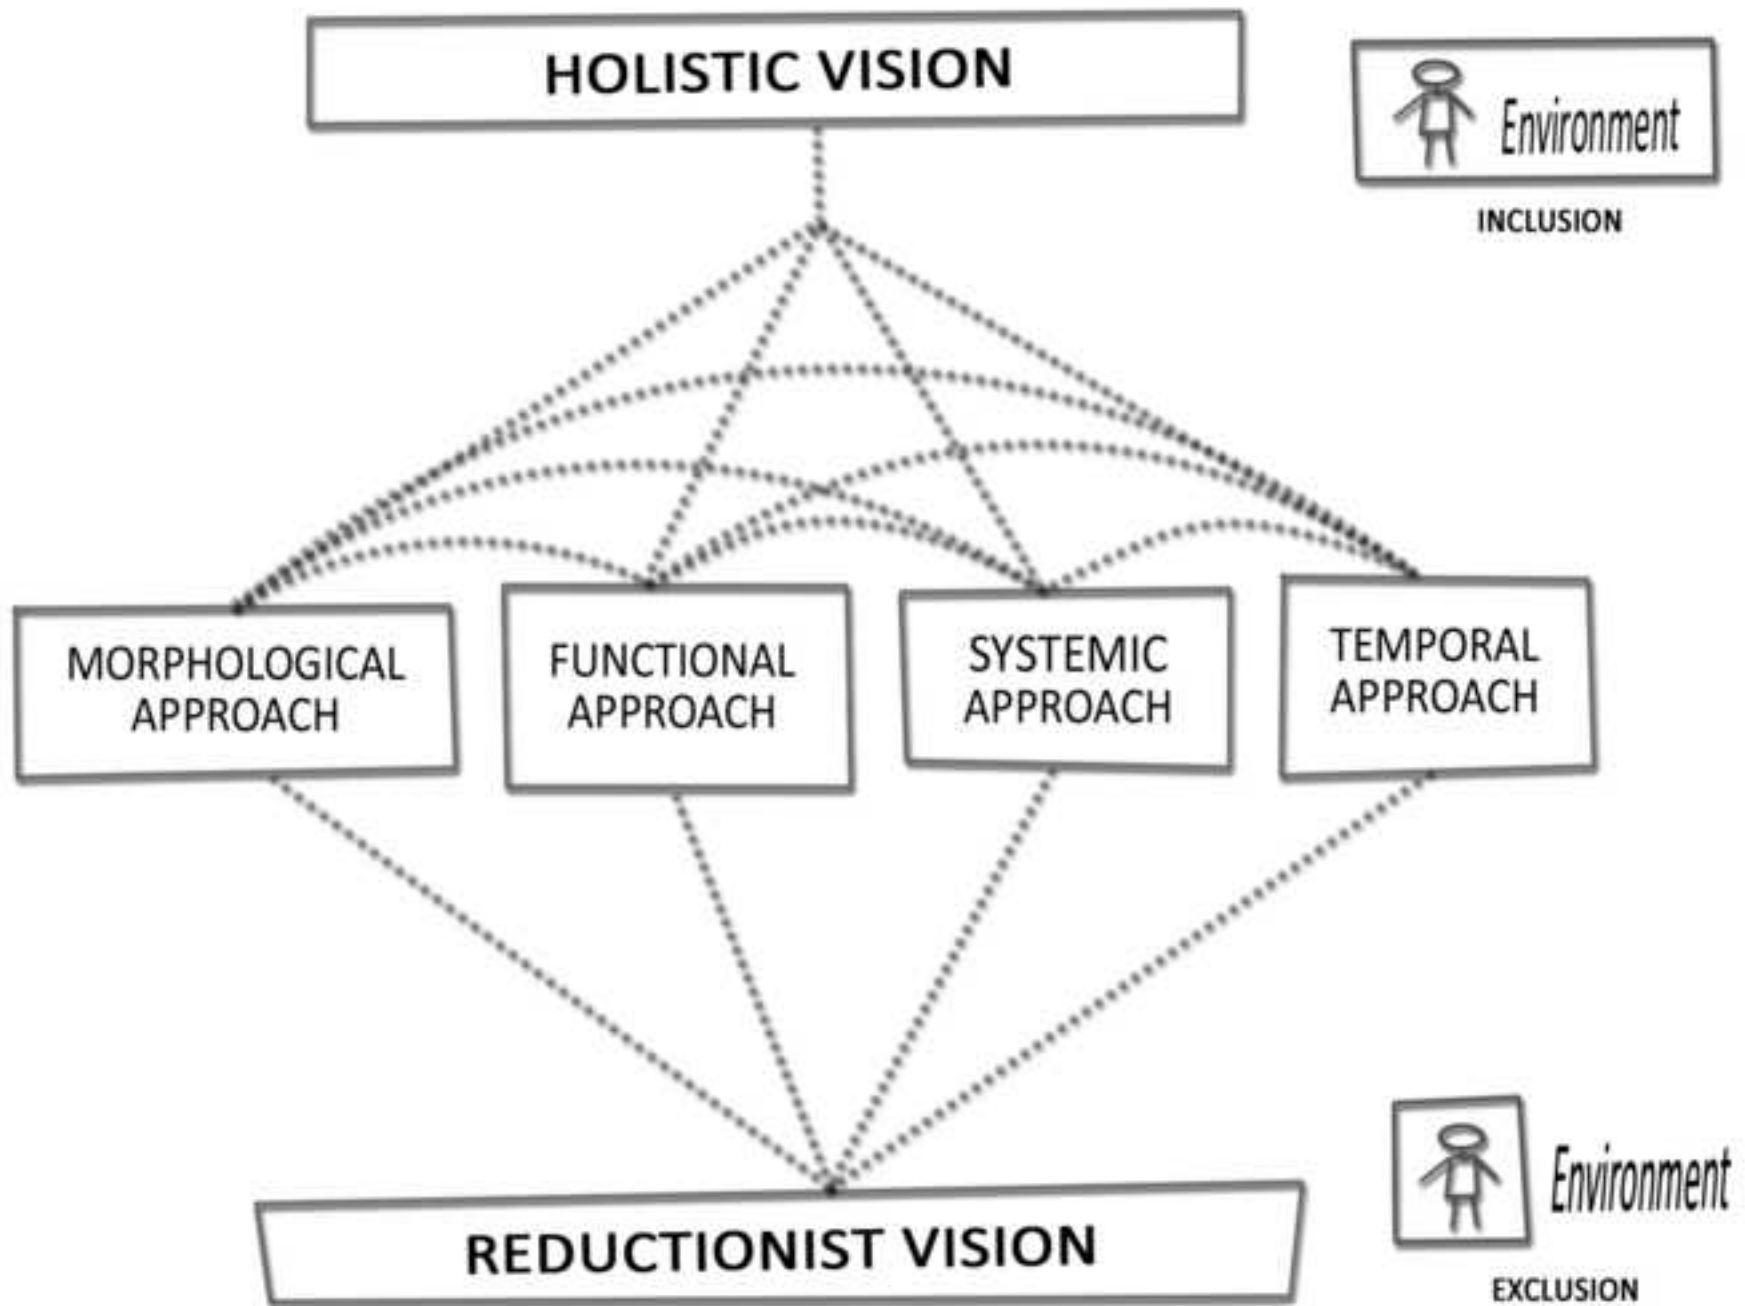 HOLISTIC VISION
Environment
INCLUSION
MORPHOLOGICAL
APPROACH
FUNCTIONAL
APPROACH
SYSTEMIC
APPROACH
TEMPORAL
APPROACH
REDUCTIONIST VISION
Environment
EXCLUSION